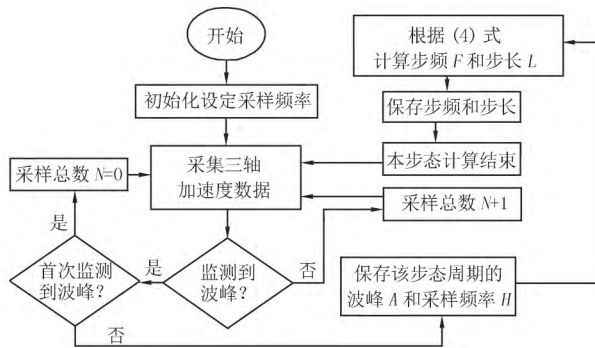 开始
初始化设定采样频率
采集三轴
加速度数据
采样总数 N=0
是
首次监测
到波峰？
是
监测到
波峰？
否
否
根据 (4) 式
计算步频 F 和步长 L
保存步频和步长
本步态计算结束
采样总数 N+1
保存该步态周期的
波峰 A 和采样频率 H